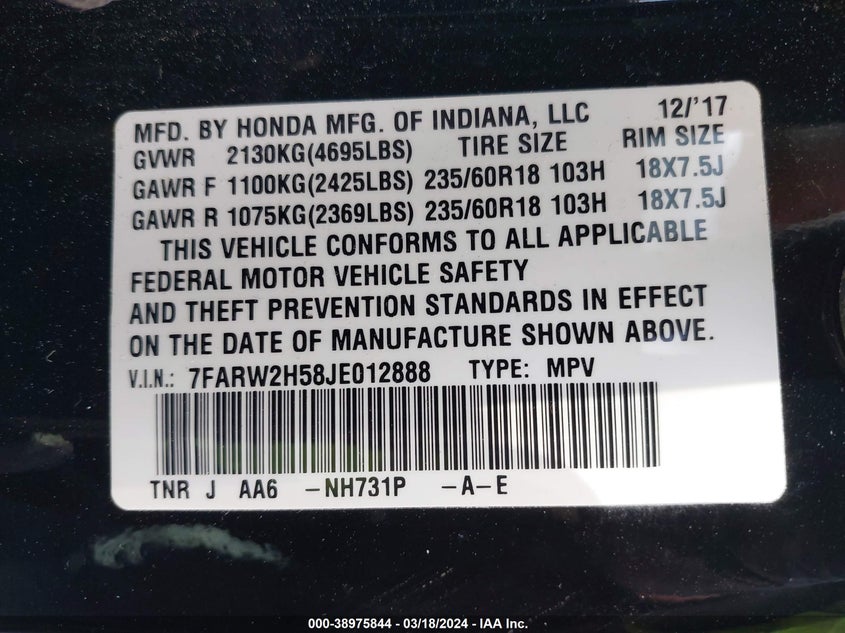 MFD. BY HONDA MFG. OF INDIANA, LLC 12/'17
GVWR 2130KG(4695LBS) TIRE SIZE RIM SIZE
GAWR F 1100KG(2425LBS) 235/60R18 103H 18X7.5J
GAWR R 1075KG(2369LBS) 235/60R18 103H 18X7.5J
THIS VEHICLE CONFORMS TO ALL APPLICABLE
FEDERAL MOTOR VEHICLE SAFETY
AND THEFT PREVENTION STANDARDS IN EFFECT
ON THE DATE OF MANUFACTURE SHOWN ABOVE.
V.I.N.: 7FARW2H58JE012888 TYPE: MPV
TNR J AA6 -NH731P -A-E
000-38975844 / 03/18/2024 - IAA Inc.